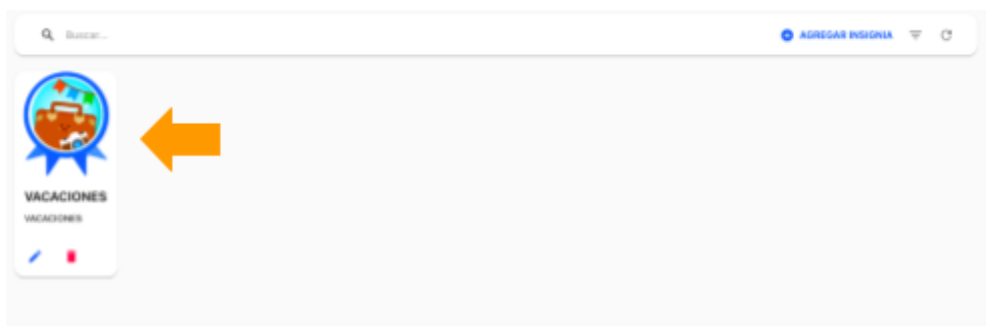 Buscar...
AGREGAR INSIGNIA
VACACIONES
VACACIONES